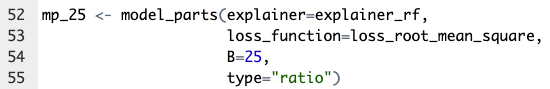 52 mp_25 <- model_parts(explainer=explainer_rf,
53                      loss_function=loss_root_mean_square,
54                      B=25,
55                      type="ratio")